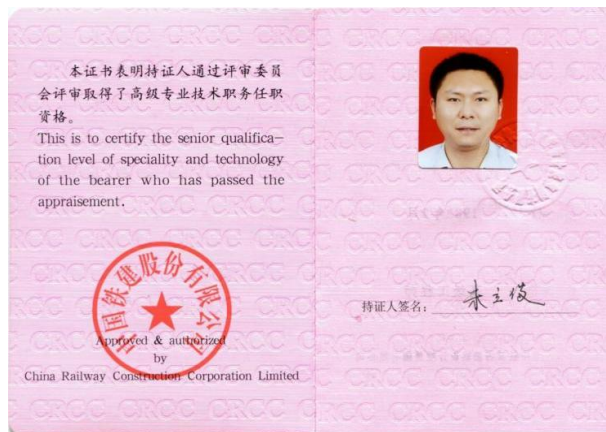 本证书表明持证人通过评审委员
会评审取得了高级专业技术职务任职
资格。
This is to certify the senior qualifica-
tion level of speciality and technology
of the bearer who has passed the
appraisement.
中国铁建股份有限公司
Approved & authorized
by
China Railway Construction Corporation Limited
持证人签名:
CRCC